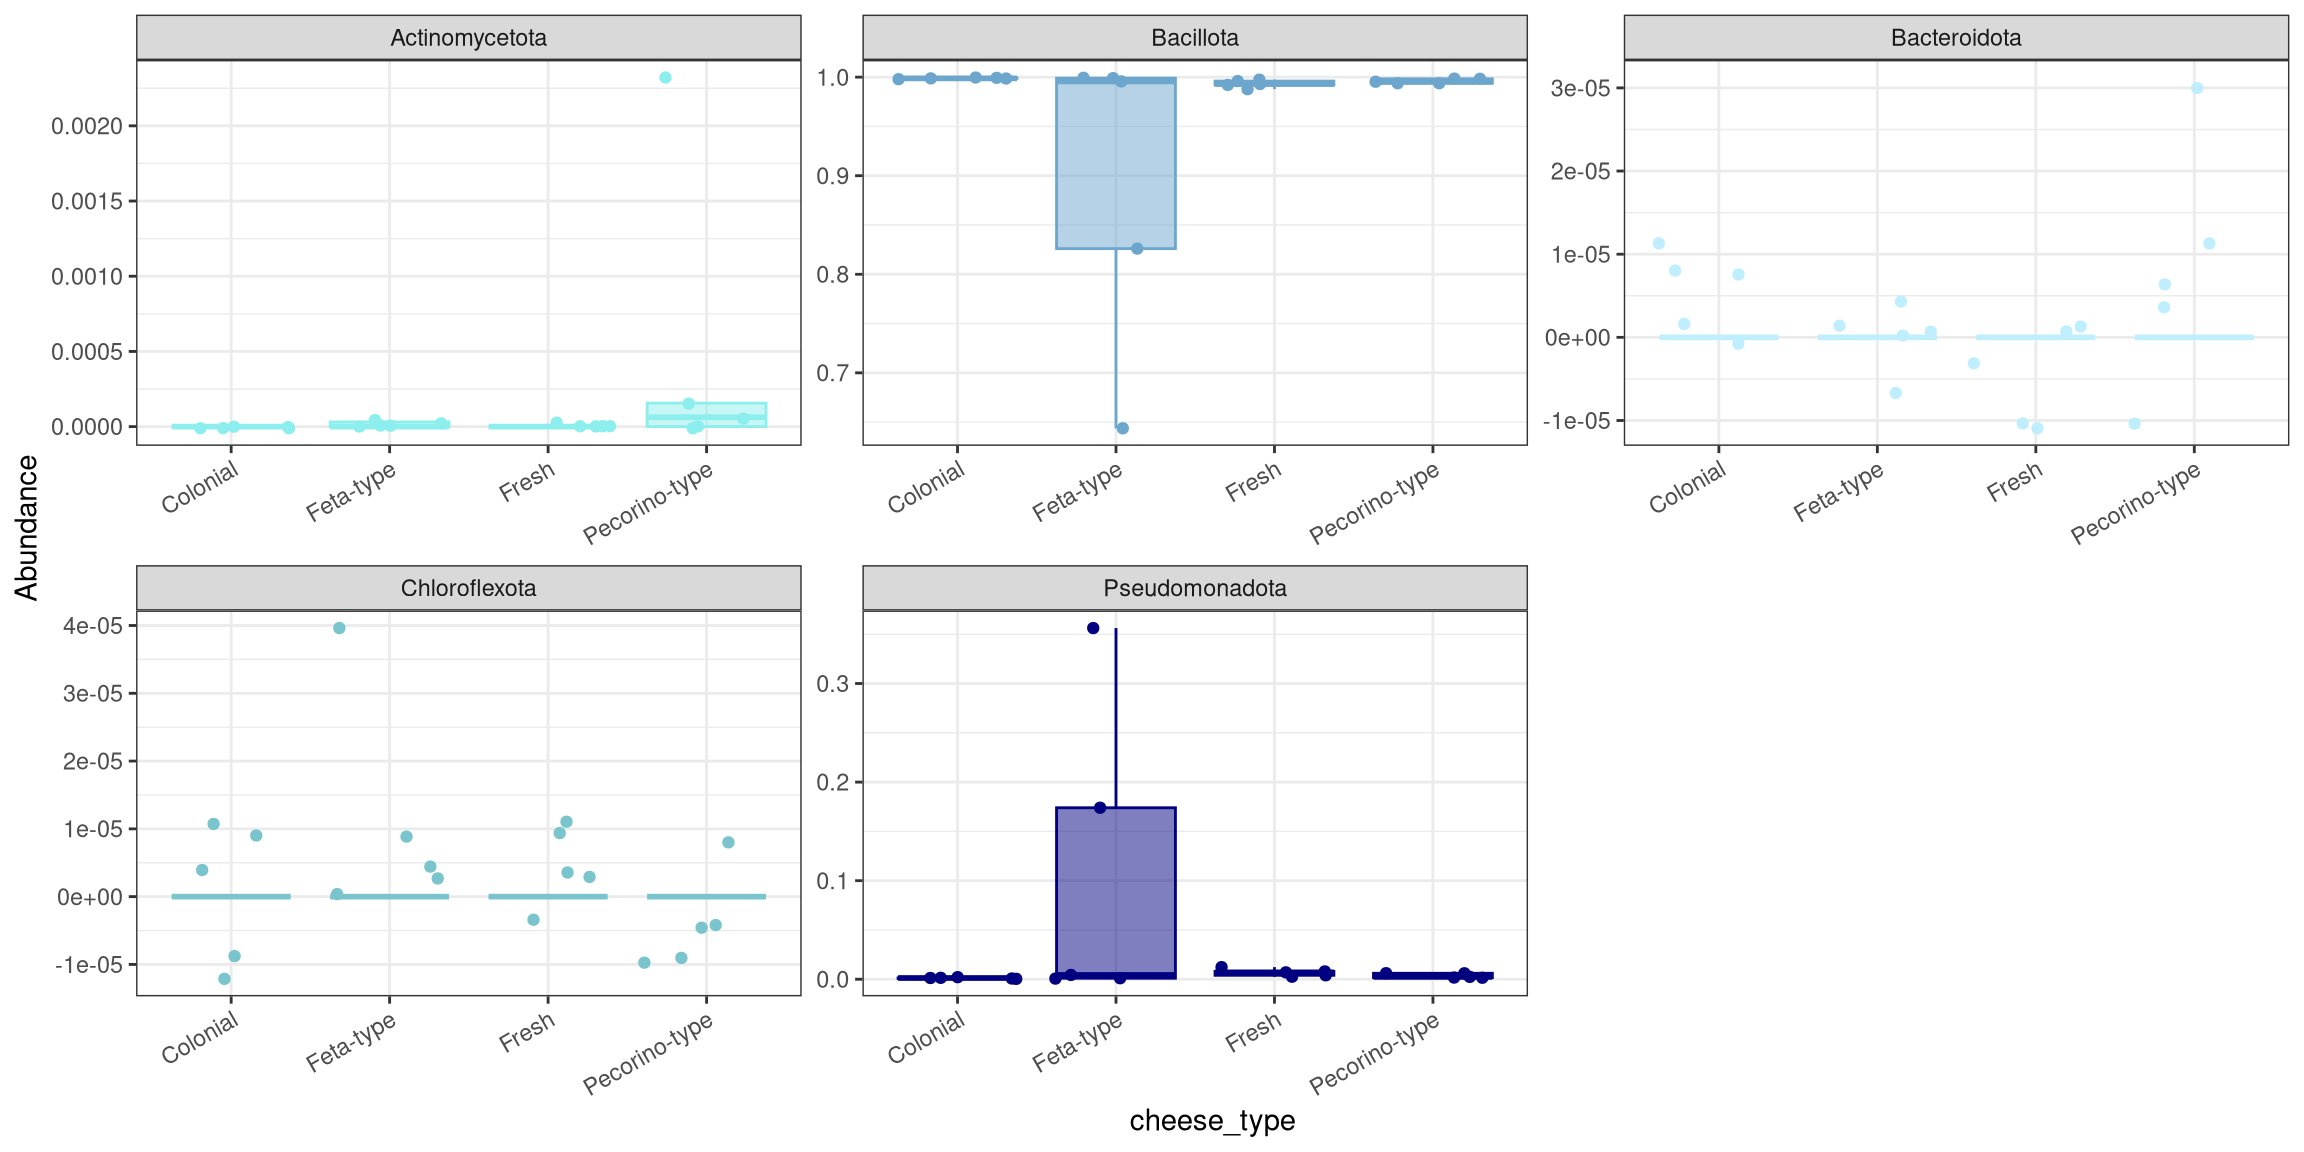 Actinomycetota
Bacillota
Bacteroidota
0.0020
0.0015
0.0010
0.0005
0.0000
1.0
0.9
0.8
0.7
3e-05
2e-05
1e-05
0e+00
-1e-05
Colonial
Feta-type
Fresh
Pecorino-type
Colonial
Feta-type
Fresh
Pecorino-type
Colonial
Feta-type
Fresh
Pecorino-type
Abundance
Chloroflexota
Pseudomonadota
4e-05
3e-05
2e-05
1e-05
0e+00
-1e-05
0.3
0.2
0.1
0.0
Colonial
Feta-type
Fresh
Pecorino-type
Colonial
Feta-type
Fresh
Pecorino-type
cheese_type